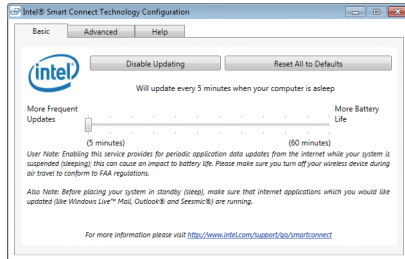 Intel® Smart Connect Technology Configuration
Basic Advanced Help
(intel)
Disable Updating Reset All to Defaults
Will update every 5 minutes when your computer is asleep
More Frequent More Battery
Updates Life
(5 minutes) (60 minutes)
User Note: Enabling this service provides for periodic application data updates from the internet while your system is
suspended (sleeping); this can cause an impact to battery life. Please make sure you turn off your wireless device during
air travel to conform to FAA regulations.
Also Note: Before placing your system in standby (sleep), make sure that internet applications which you would like
updated (like Windows Live™ Mail, Outlook® and Seesmic®) are running.
For more information please visit http://www.intel.com/support/go/smartconnect